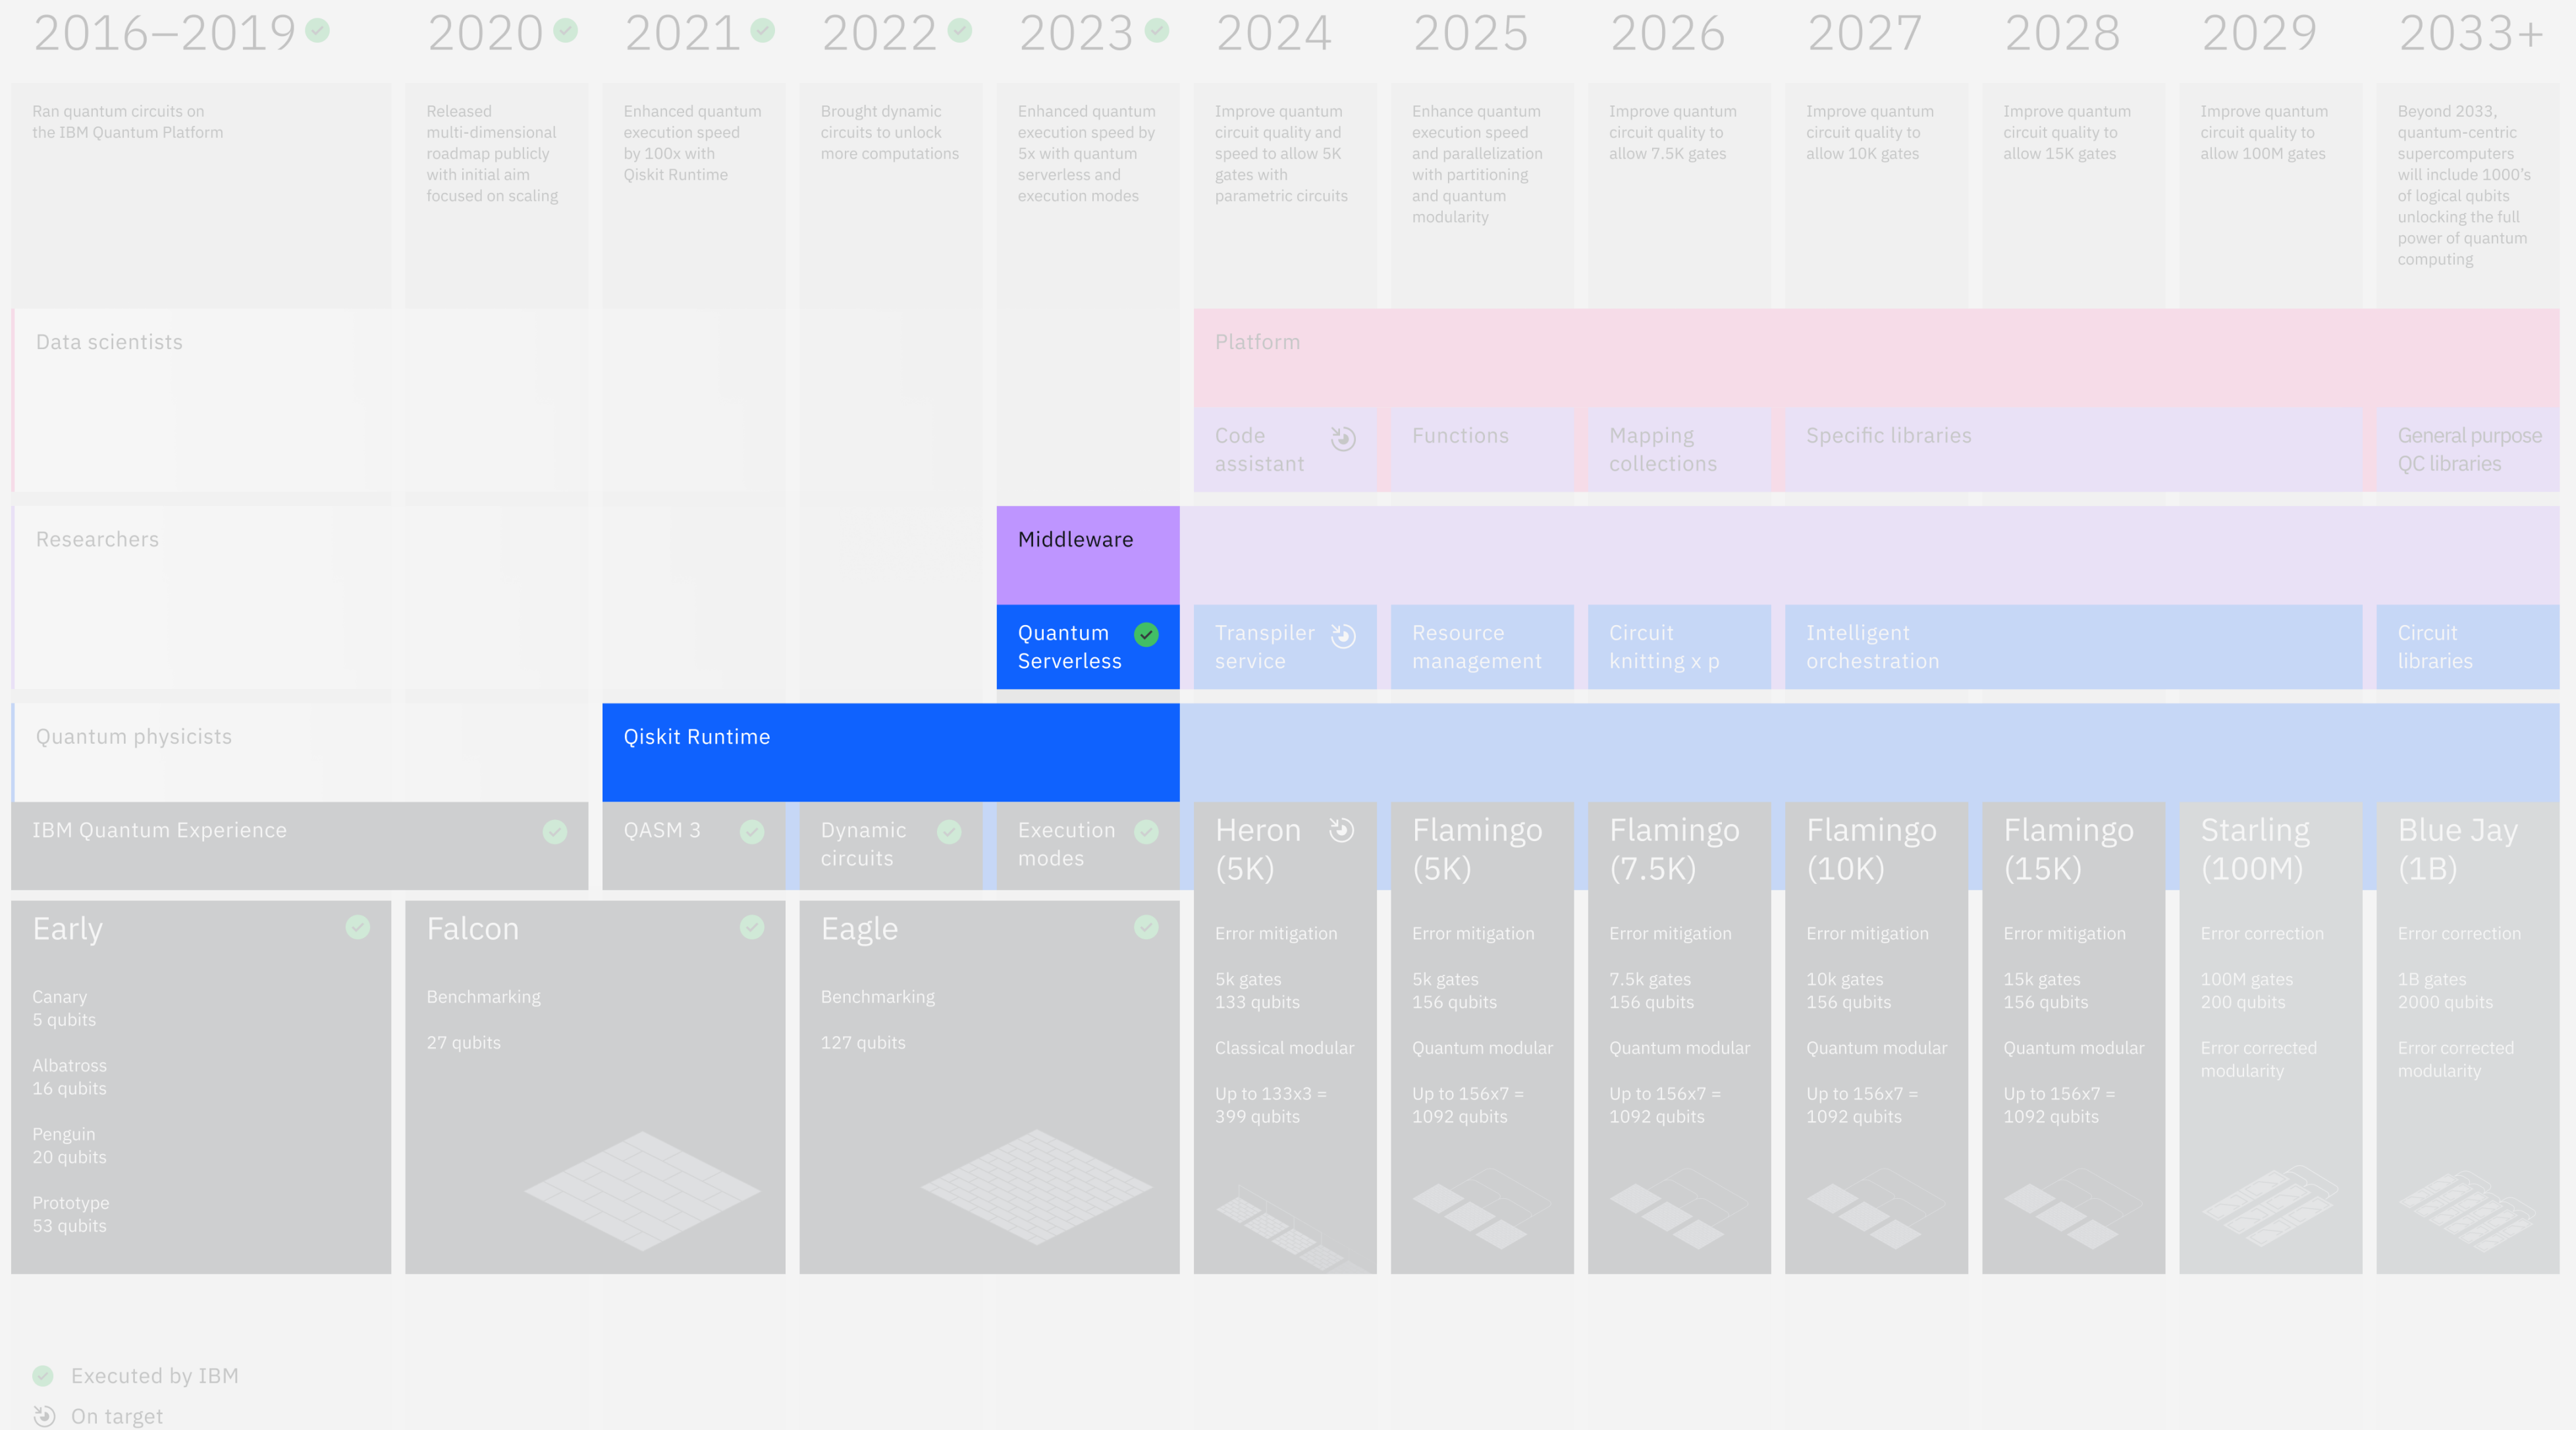 2016–2019
2020
2021
2022
2023
2024
2025
2026
2027
2028
2029
2033+
Ran quantum circuits on
the IBM Quantum Platform
Released
multi-dimensional
roadmap publicly
with initial aim
focused on scaling
Enhanced quantum
execution speed
by 100x with
Qiskit Runtime
Brought dynamic
circuits to unlock
more computations
Enhanced quantum
execution speed by
5x with quantum
serverless and
execution modes
Improve quantum
circuit quality and
speed to allow 5K
gates with
parametric circuits
Enhance quantum
execution speed
and parallelization
with partitioning
and quantum
modularity
Improve quantum
circuit quality to
allow 7.5K gates
Improve quantum
circuit quality to
allow 10K gates
Improve quantum
circuit quality to
allow 15K gates
Improve quantum
circuit quality to
allow 100M gates
Beyond 2033,
quantum-centric
supercomputers
will include 1000’s
of logical qubits
unlocking the full
power of quantum
computing
Data scientists
Platform
Code
assistant
Functions
Mapping
collections
Specific libraries
General purpose
QC libraries
Researchers
Middleware
Quantum
Serverless
Transpiler
service
Resource
management
Circuit
knitting x p
Intelligent
orchestration
Circuit
libraries
Quantum physicists
Qiskit Runtime
IBM Quantum Experience
QASM 3
Dynamic
circuits
Execution
modes
Early
Canary
5 qubits
Albatross
16 qubits
Penguin
20 qubits
Prototype
53 qubits
Falcon
Benchmarking
27 qubits
Eagle
Benchmarking
127 qubits
Heron
(5K)
Error mitigation
5k gates
133 qubits
Classical modular
Up to 133x3 =
399 qubits
Flamingo
(5K)
Error mitigation
5k gates
156 qubits
Quantum modular
Up to 156x7 =
1092 qubits
Flamingo
(7.5K)
Error mitigation
7.5k gates
156 qubits
Quantum modular
Up to 156x7 =
1092 qubits
Flamingo
(10K)
Error mitigation
10k gates
156 qubits
Quantum modular
Up to 156x7 =
1092 qubits
Flamingo
(15K)
Error mitigation
15k gates
156 qubits
Quantum modular
Up to 156x7 =
1092 qubits
Starling
(100M)
Error correction
100M gates
200 qubits
Error corrected
modularity
Blue Jay
(1B)
Error correction
1B gates
2000 qubits
Error corrected
modularity
Executed by IBM
On target